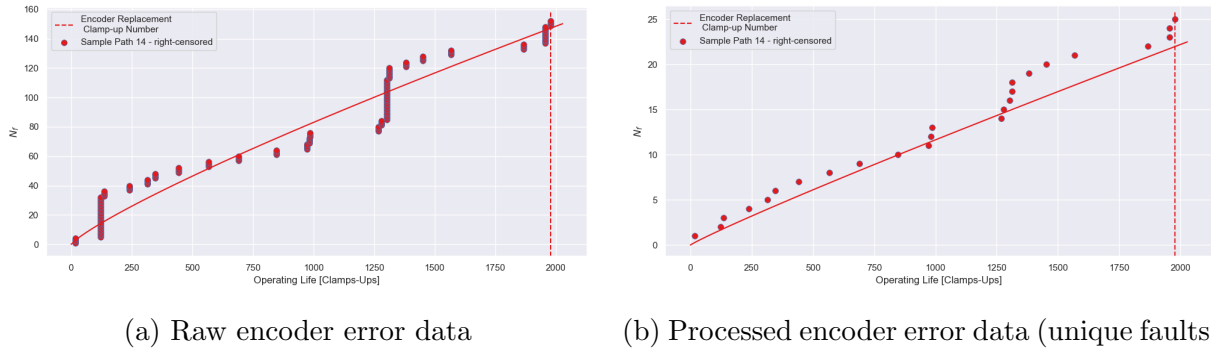 160
140
120
100
80
60
40
20
0
N_f
Encoder Replacement
Clamp-up Number
Sample Path 14 - right-censored
0 250 500 750 1000 1250 1500 1750 2000
Operating Life [Clamps-Ups]
(a) Raw encoder error data
25
20
15
10
5
0
N_f
Encoder Replacement
Clamp-up Number
Sample Path 14 - right-censored
0 250 500 750 1000 1250 1500 1750 2000
Operating Life [Clamps-Ups]
(b) Processed encoder error data (unique faults